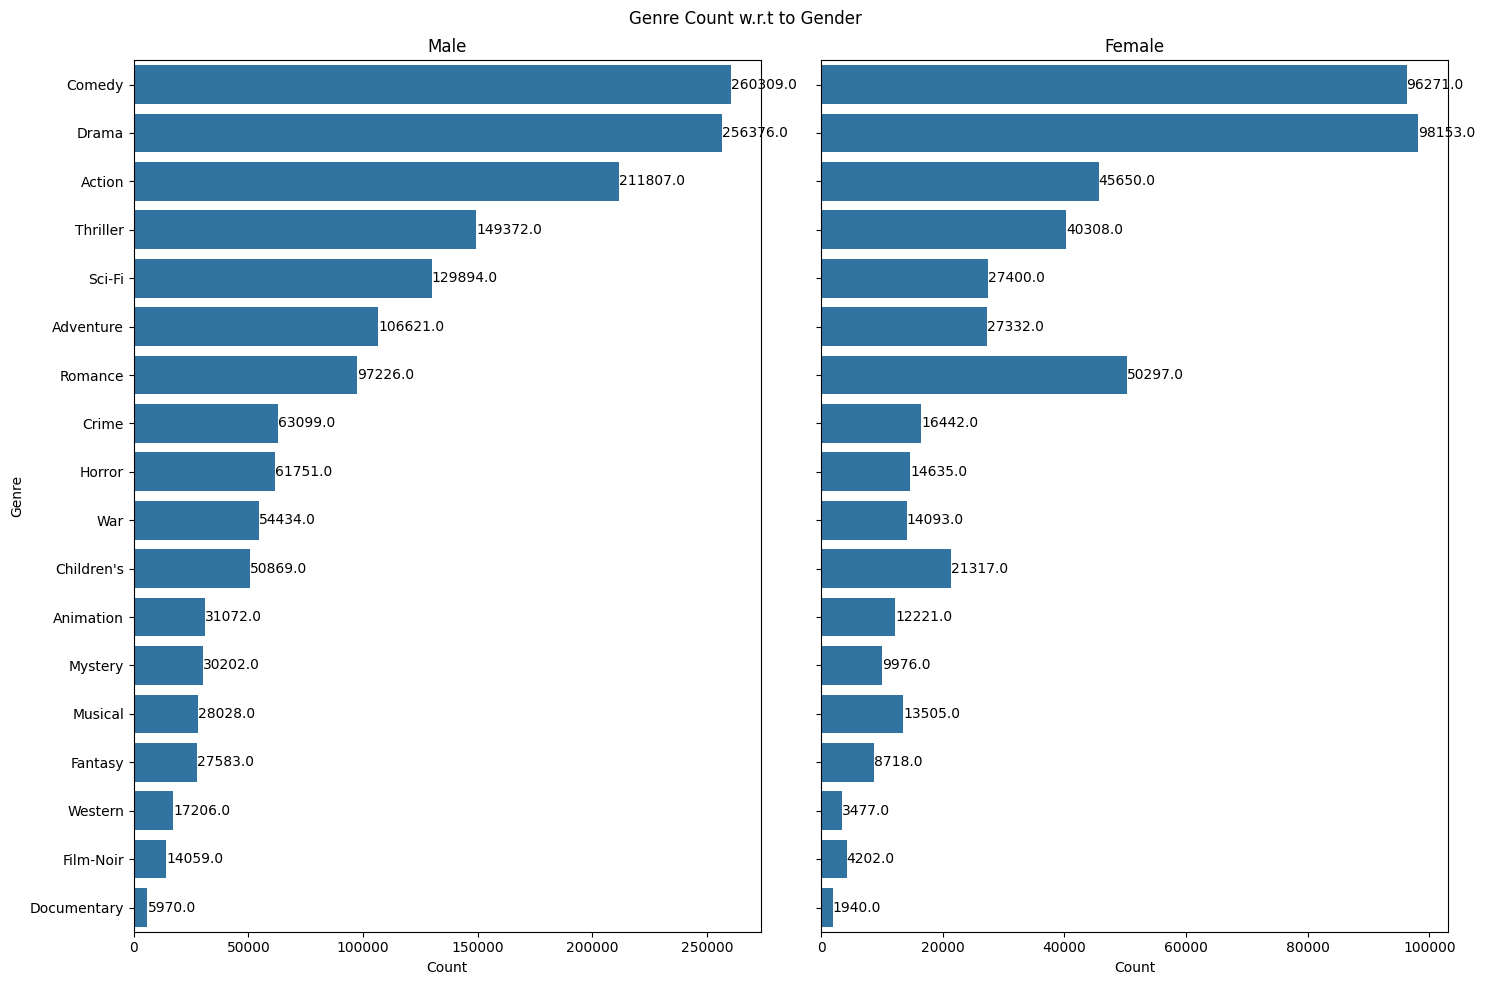 Genre Count w.r.t to Gender
Male
Female
Genre
Comedy 260309.0 96271.0
Drama 256376.0 98153.0
Action 211807.0 45650.0
Thriller 149372.0 40308.0
Sci-Fi 129894.0 27400.0
Adventure 106621.0 27332.0
Romance 97226.0 50297.0
Crime 63099.0 16442.0
Horror 61751.0 14635.0
War 54434.0 14093.0
Children's 50869.0 21317.0
Animation 31072.0 12221.0
Mystery 30202.0 9976.0
Musical 28028.0 13505.0
Fantasy 27583.0 8718.0
Western 17206.0 3477.0
Film-Noir 14059.0 4202.0
Documentary 5970.0 1940.0
0 50000 100000 150000 200000 250000
0 20000 40000 60000 80000 100000
Count
Count